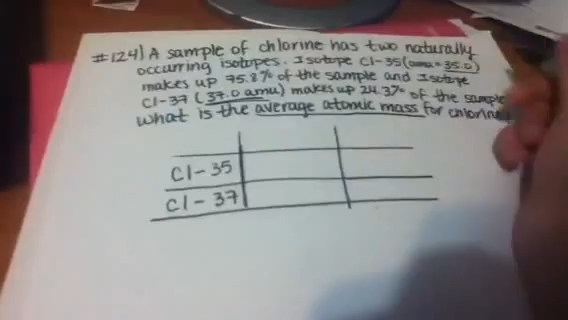 #124) A sample of chlorine has two naturally
occurring isotopes. Isotope Cl-35 (amu=35.0)
makes up 75.8% of the sample and Isotope
Cl-37 (37.0 amu) makes up 24.3% of the sample
What is the average atomic mass for chlorine
Cl-35
Cl-37